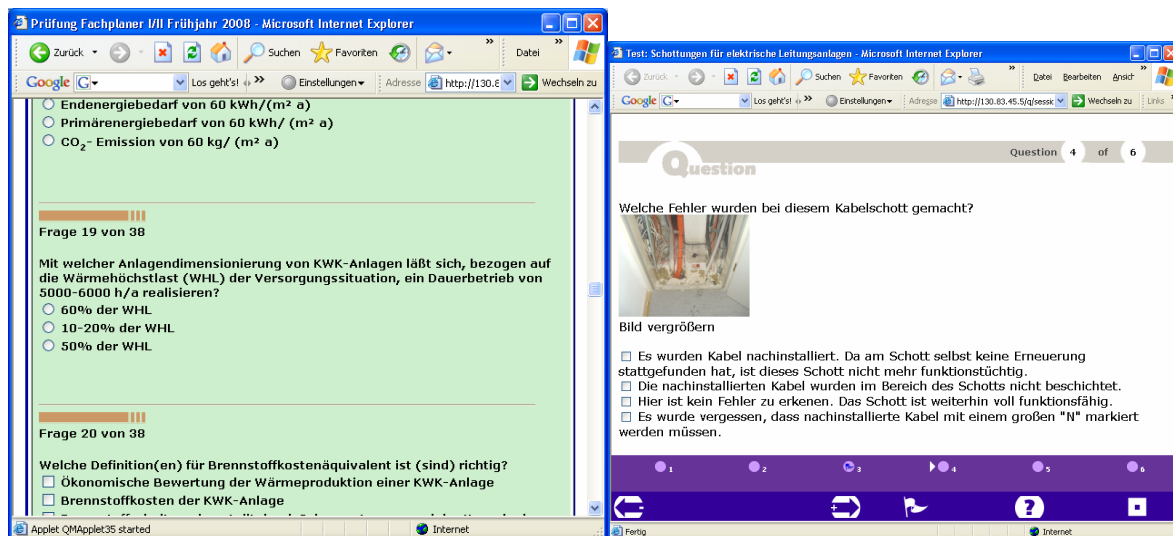 Prüfung Fachplaner I/II Frühjahr 2008 - Microsoft Internet Explorer
Zurück
Suchen
Favoriten
Datei
Google
G
Los geht's!
Einstellungen
Adresse
http://130.8
Wechseln zu
Endenergiebedarf von 60 kWh/(m² a)
Primärenergiebedarf von 60 kWh/ (m² a)
CO2- Emission von 60 kg/ (m² a)
Frage 19 von 38
Mit welcher Anlagendimensionierung von KWK-Anlagen läßt sich, bezogen auf
die Wärmehöchstlast (WHL) der Versorgungssituation, ein Dauerbetrieb von
5000-6000 h/a realisieren?
60% der WHL
10-20% der WHL
50% der WHL
Frage 20 von 38
Welche Definition(en) für Brennstoffkostenäquivalent ist (sind) richtig?
Ökonomische Bewertung der Wärmeproduktion einer KWK-Anlage
Brennstoffkosten der KWK-Anlage
Applet QMApplet35 started
Internet
Test: Schottungen für elektrische Leitungsanlagen - Microsoft Internet Explorer
Zurück
Suchen
Favoriten
Datei
Bearbeiten
Ansicht
Google
G
Los geht's!
Einstellungen
Adresse
http://130.83.45.5/q/sessic
Wechseln zu
Links
Question 4 of 6
Question
Welche Fehler wurden bei diesem Kabelschott gemacht?
Bild vergrößern
Es wurden Kabel nachinstalliert. Da am Schott selbst keine Erneuerung
stattgefunden hat, ist dieses Schott nicht mehr funktionstüchtig.
Die nachinstallierten Kabel wurden im Bereich des Schotts nicht beschichtet.
Hier ist kein Fehler zu erkenen. Das Schott ist weiterhin voll funktionsfähig.
Es wurde vergessen, dass nachinstallierte Kabel mit einem großen "N" markiert
werden müssen.
1 2 3 4 5 6
?
Fertig
Internet